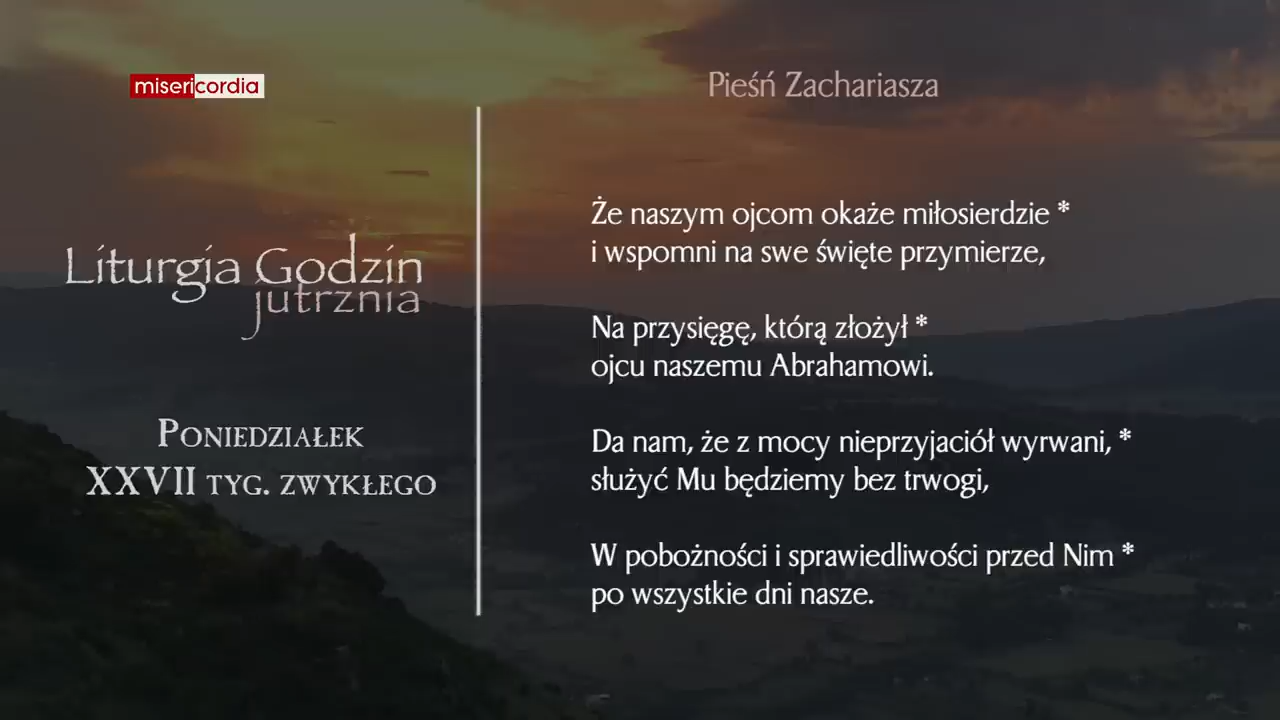 misericordia
Liturgia Godzin
jutrznia
Poniedziałek
XXVII tyg. zwykłego
Pieśń Zachariasza
Że naszym ojcom okaże miłosierdzie *
i wspomni na swe święte przymierze,
Na przysięgę, którą złożył *
ojcu naszemu Abrahamowi.
Da nam, że z mocy nieprzyjaciół wyrwani, *
służyć Mu będziemy bez trwogi,
W pobożności i sprawiedliwości przed Nim *
po wszystkie dni nasze.